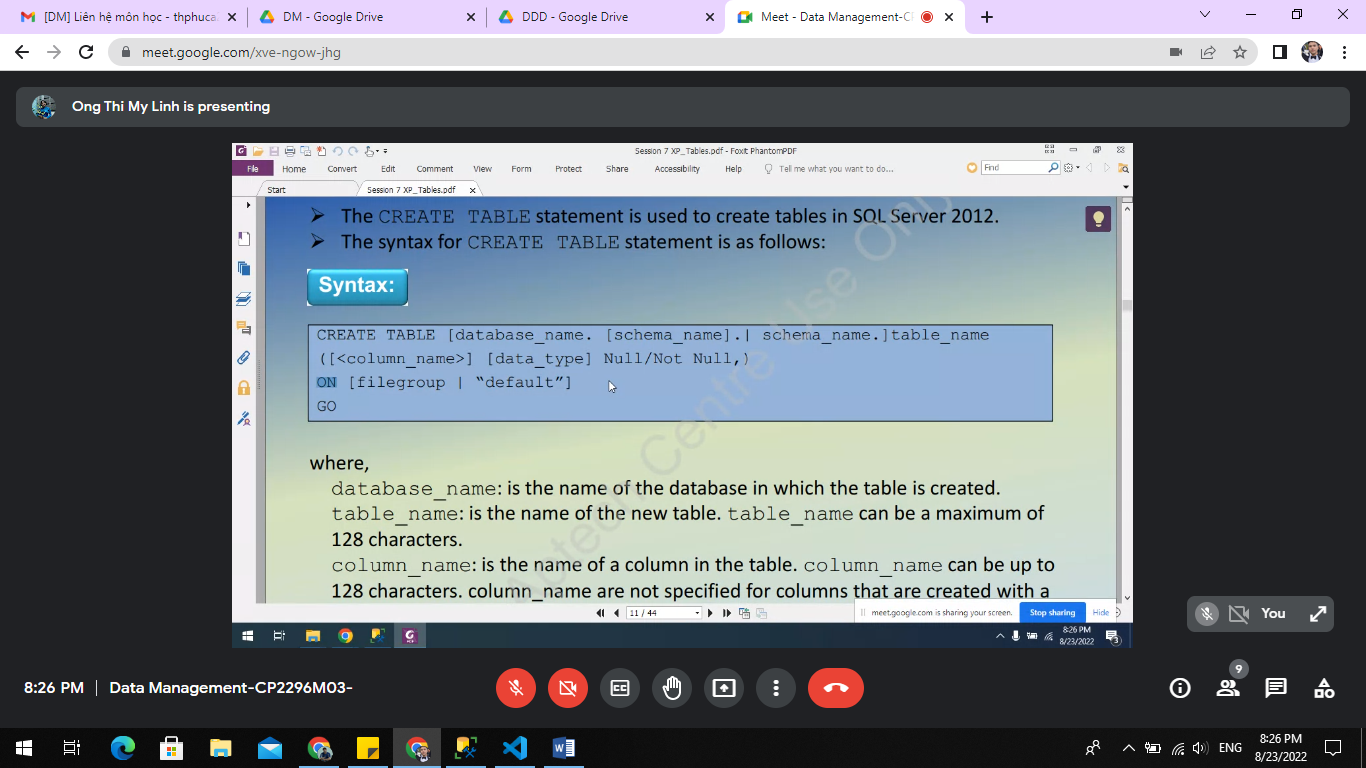 [DM] Liên hệ môn học - thphuca.
DM - Google Drive
DDD - Google Drive
Meet - Data Management-CP
meet.google.com/xve-ngow-jhg
Ong Thi My Linh is presenting
Session 7 XP_Tables.pdf - Foxit PhantomPDF
File Home Convert Edit Comment View Form Protect Share Accessibility Help Tell me what you want to do... Find
Start Session 7 XP_Tables.pdf
➢ The CREATE TABLE statement is used to create tables in SQL Server 2012.
➢ The syntax for CREATE TABLE statement is as follows:
Syntax:
CREATE TABLE [database_name. [schema_name].| schema_name.]table_name
([<column_name>] [data_type] Null/Not Null,)
ON [filegroup | “default”]
GO
where,
database_name: is the name of the database in which the table is created.
table_name: is the name of the new table. table_name can be a maximum of
128 characters.
column_name: is the name of a column in the table. column_name can be up to
128 characters. column_name are not specified for columns that are created with a
Aptech Centre Use Only
11 / 44
meet.google.com is sharing your screen. Stop sharing Hide
8:26 PM
8/23/2022
3
You
8:26 PM | Data Management-CP2296M03-
9
ENG
8:26 PM
8/23/2022